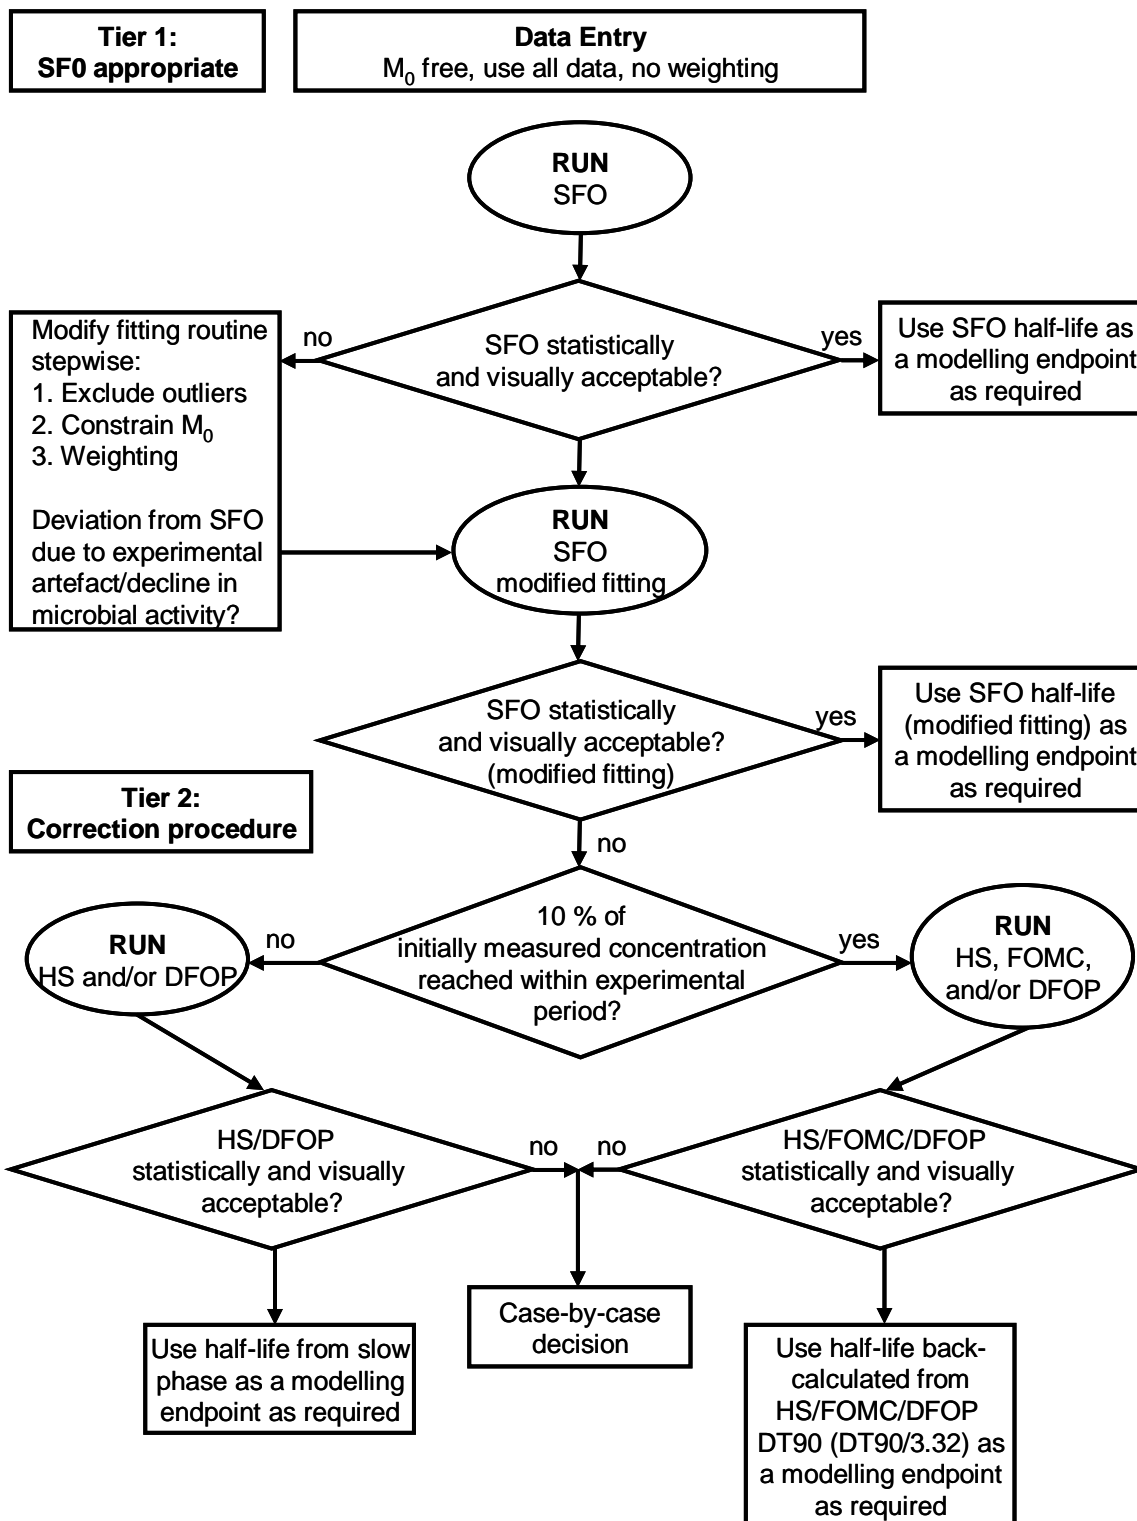 Tier 1:
SF0 appropriate
Data Entry
M0 free, use all data, no weighting
RUN
SFO
SFO statistically
and visually acceptable?
no
yes
Modify fitting routine
stepwise:
1. Exclude outliers
2. Constrain M0
3. Weighting
Deviation from SFO
due to experimental
artefact/decline in
microbial activity?
Use SFO half-life as
a modelling endpoint
as required
RUN
SFO
modified fitting
SFO statistically
and visually acceptable?
(modified fitting)
yes
Use SFO half-life
(modified fitting) as
a modelling endpoint
as required
Tier 2:
Correction procedure
no
10 % of
initially measured concentration
reached within experimental
period?
no
yes
RUN
HS and/or DFOP
RUN
HS, FOMC,
and/or DFOP
HS/DFOP
statistically and visually
acceptable?
no
no
HS/FOMC/DFOP
statistically and visually
acceptable?
Use half-life from slow
phase as a modelling
endpoint as required
Case-by-case
decision
Use half-life back-
calculated from
HS/FOMC/DFOP
DT90 (DT90/3.32) as
a modelling endpoint
as required